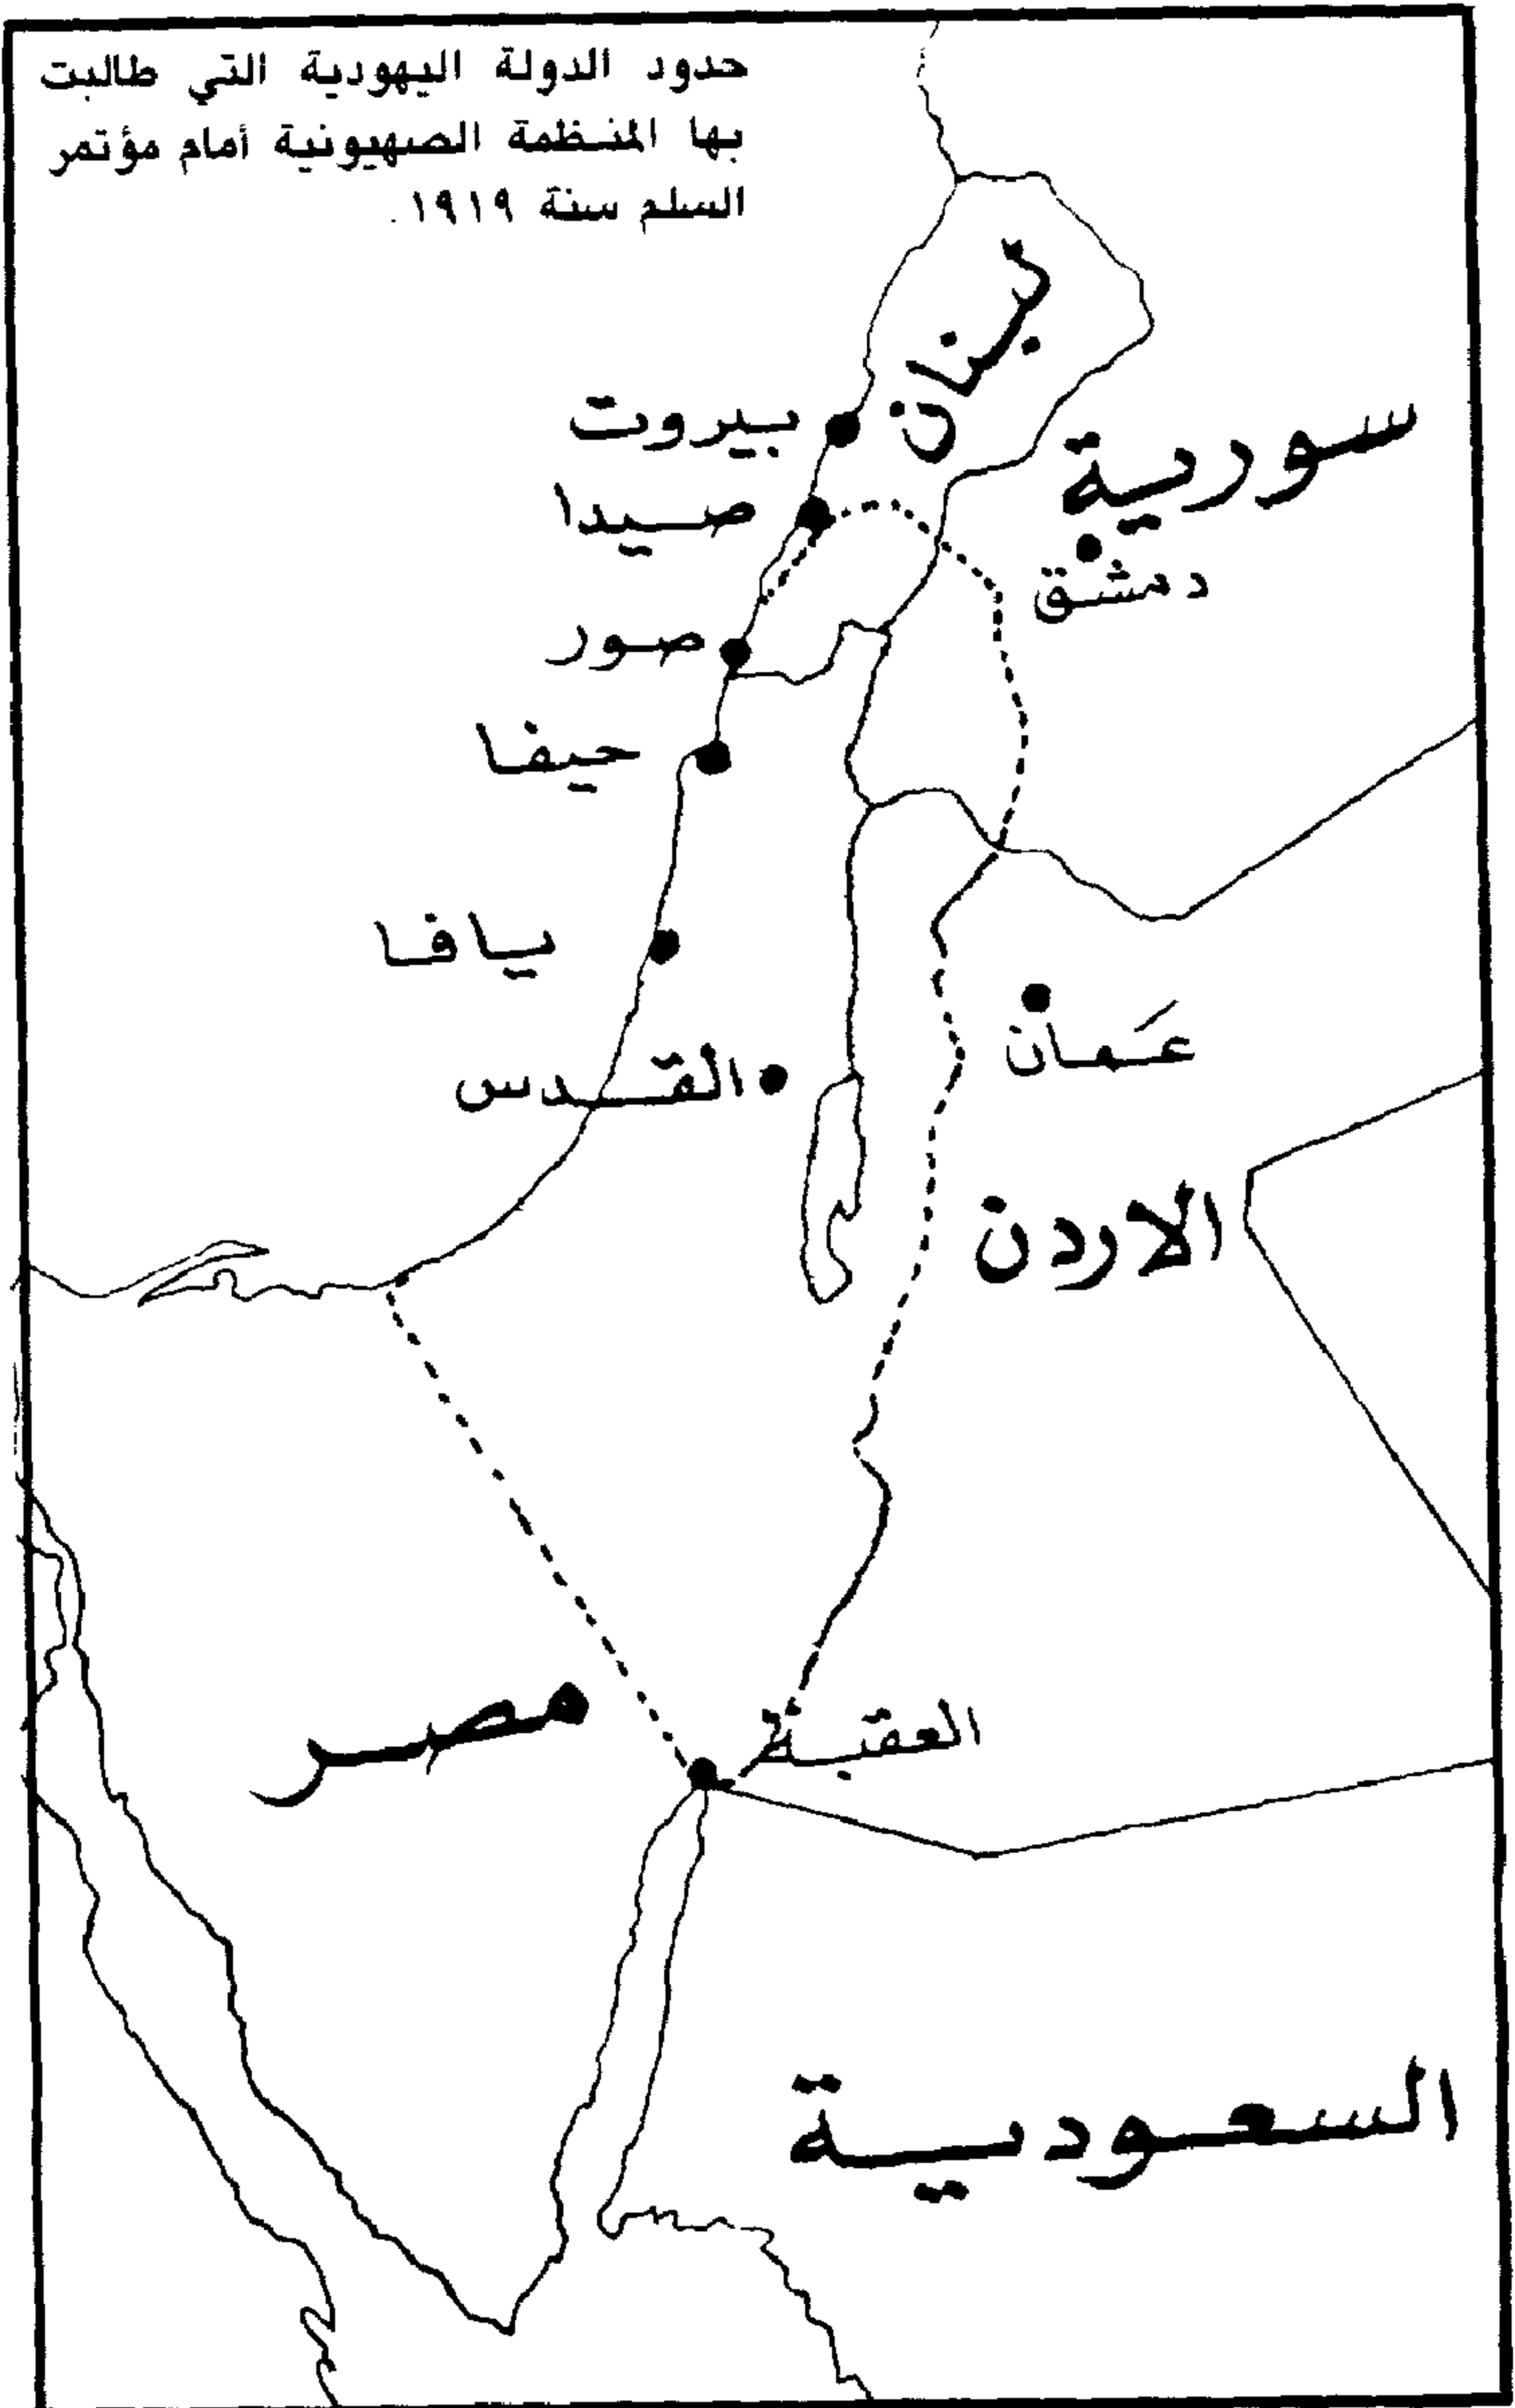 حدود الدولة اليهودية التي طالبت
بها المنظمة الصهيونية أمام مؤتمر
السلم سنة ١٩١٩.
لبنان
بيروت
سورية
صيدا
دمشق
صور
حيفا
يافا
عَمان
القدس
الاردن
مصر
العقبة
السعودية